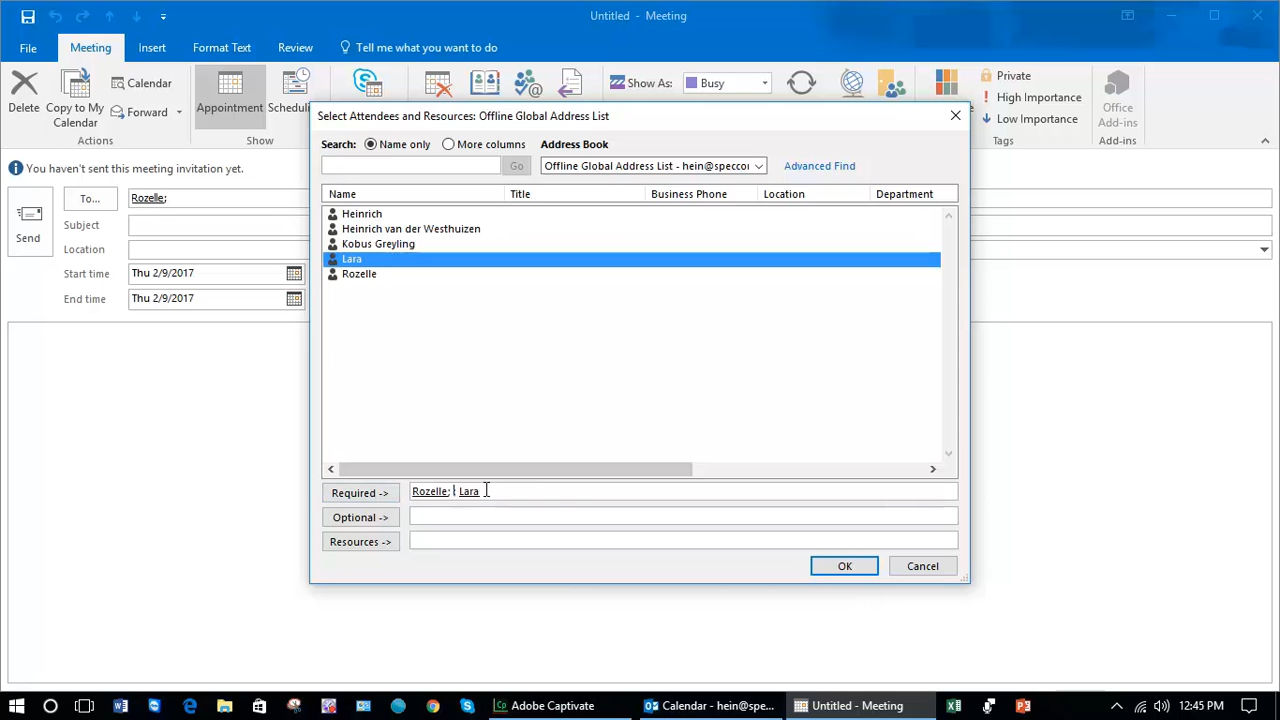 Untitled - Meeting
File Meeting Insert Format Text Review Tell me what you want to do
Delete
Copy to My
Calendar
Calendar
Forward
Actions
Appointment
Show
Show As: Busy
Private
High Importance
Low Importance
Tags
Office
Add-ins
Add-ins
You haven't sent this meeting invitation yet.
Send
To... Rozelle;
Subject
Location
Start time Thu 2/9/2017
End time Thu 2/9/2017
Select Attendees and Resources: Offline Global Address List
Search: Name only More columns Address Book
Go Offline Global Address List - hein@speccor Advanced Find
Name Title Business Phone Location Department
Heinrich
Heinrich van der Westhuizen
Kobus Greyling
Lara
Rozelle
Required -> Rozelle; Lara
Optional ->
Resources ->
OK Cancel
Cp Adobe Captivate Calendar - hein@spe... Untitled - Meeting 12:45 PM